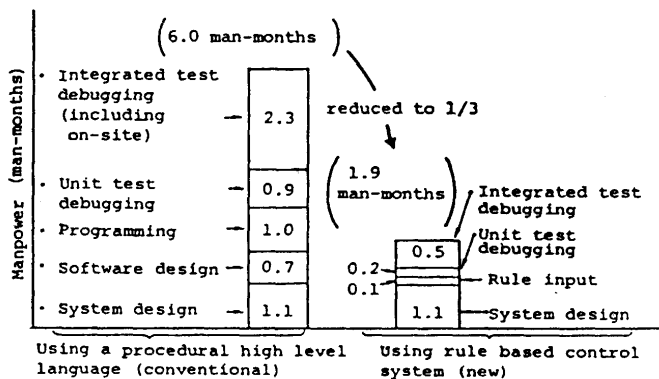 (6.0 man-months)
Manpower (man-months)
• Integrated test
debugging
(including
on-site)
2.3
reduced to 1/3
(1.9
man-months)
• Unit test
debugging
0.9
• Programming
1.0
• Software design
0.7
• System design
1.1
• Integrated test
debugging
0.5
Unit test
debugging
0.2
Rule input
0.1
System design
1.1
Using a procedural high level
language (conventional)
Using rule based control
system (new)